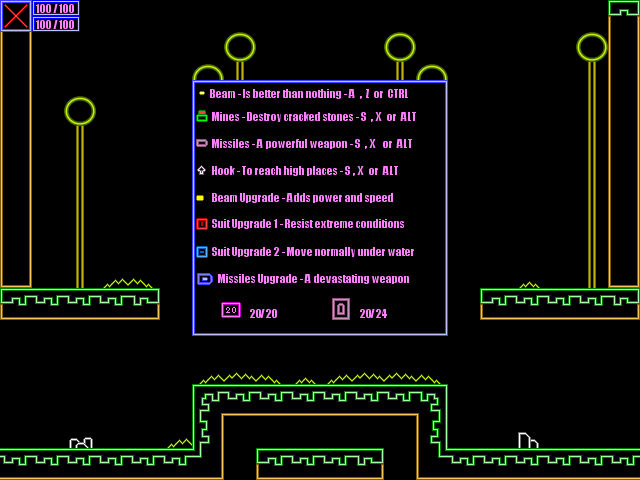 100/100
100/100
Beam - Is better than nothing - A , Z or CTRL
Mines - Destroy cracked stones - S , X or ALT
Missiles - A powerful weapon - S , X or ALT
Hook - To reach high places - S , X or ALT
Beam Upgrade - Adds power and speed
Suit Upgrade 1 - Resist extreme conditions
Suit Upgrade 2 - Move normally under water
Missiles Upgrade - A devastating weapon
20 20/20 20/24